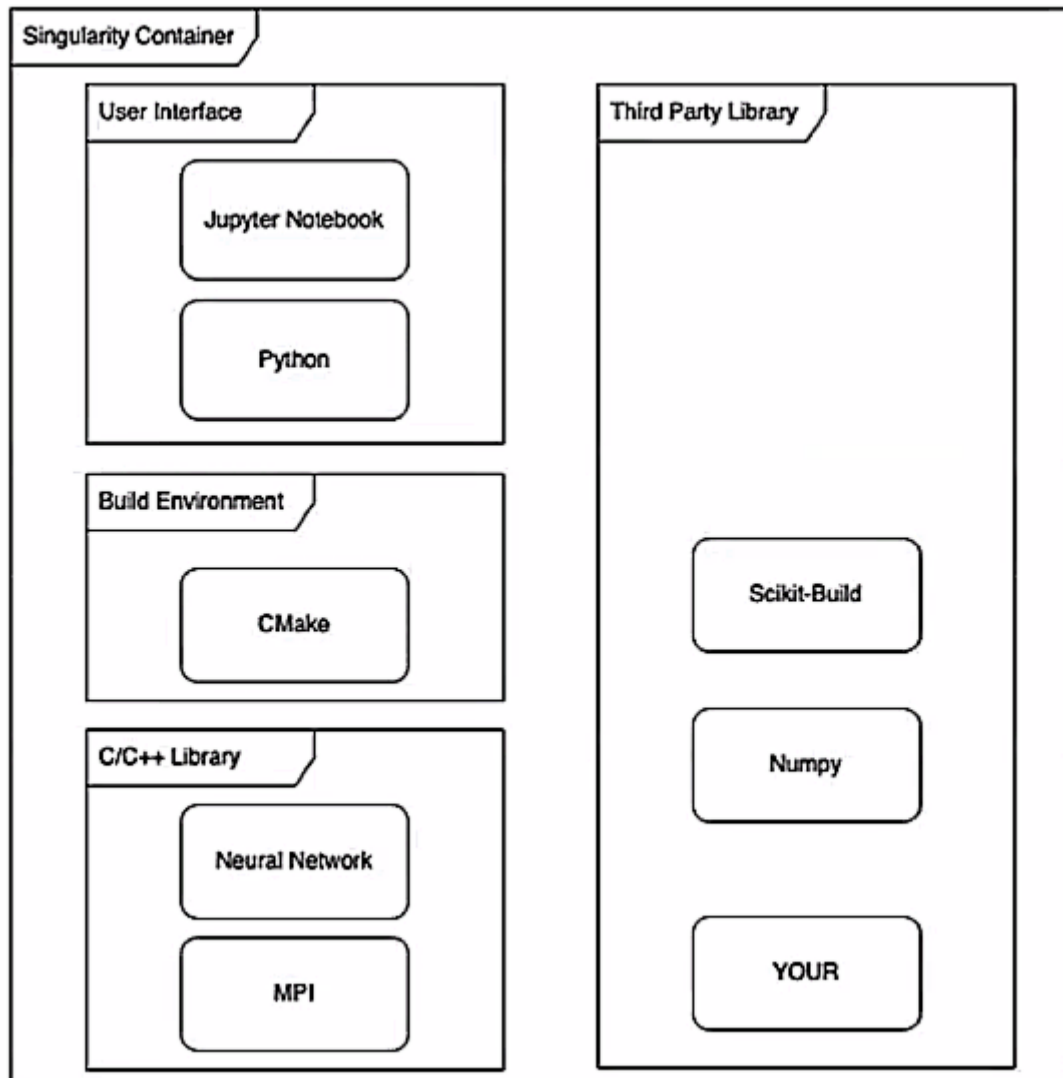 Singularity Container
User Interface
Jupyter Notebook
Python
Build Environment
CMake
C/C++ Library
Neural Network
MPI
Third Party Library
Scikit-Build
Numpy
YOUR